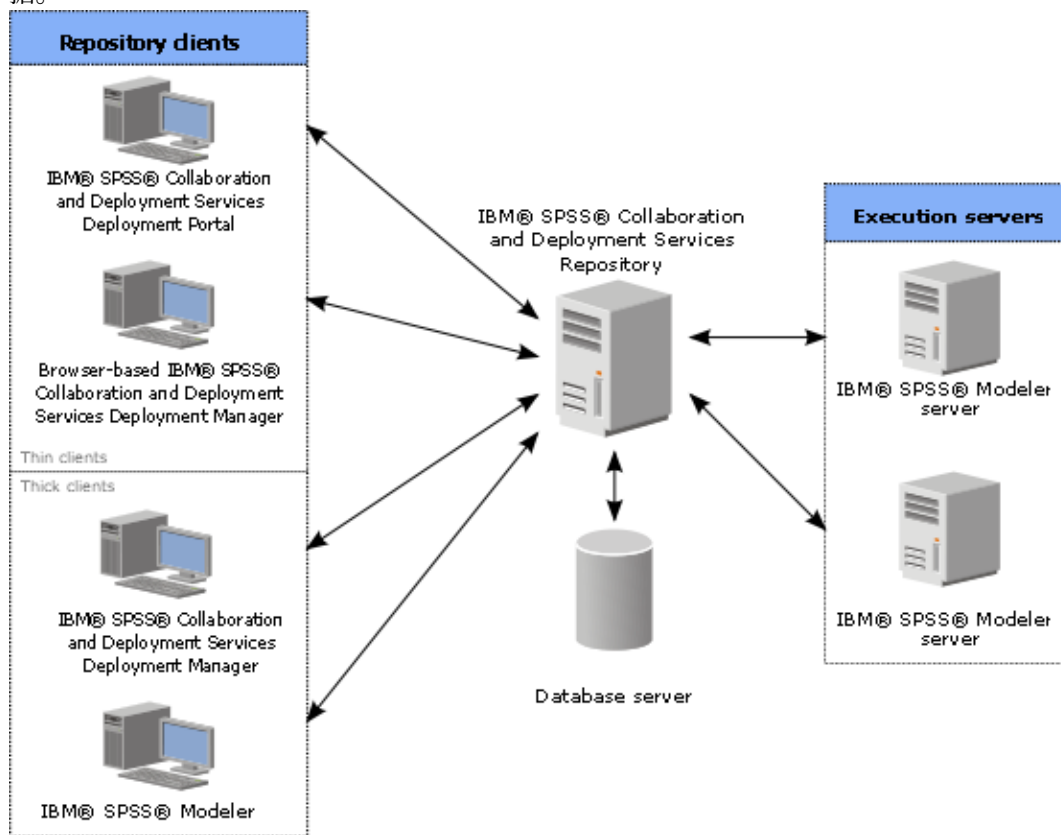 据。
Repository clients
IBM® SPSS® Collaboration
and Deployment Services
Deployment Portal
Browser-based IBM® SPSS®
Collaboration and Deployment
Services Deployment Manager
Thin clients
Thick clients
IBM® SPSS® Collaboration
and Deployment Services
Deployment Manager
IBM® SPSS® Modeler
IBM® SPSS® Collaboration
and Deployment Services
Repository
Database server
Execution servers
IBM® SPSS® Modeler
server
IBM® SPSS® Modeler
server